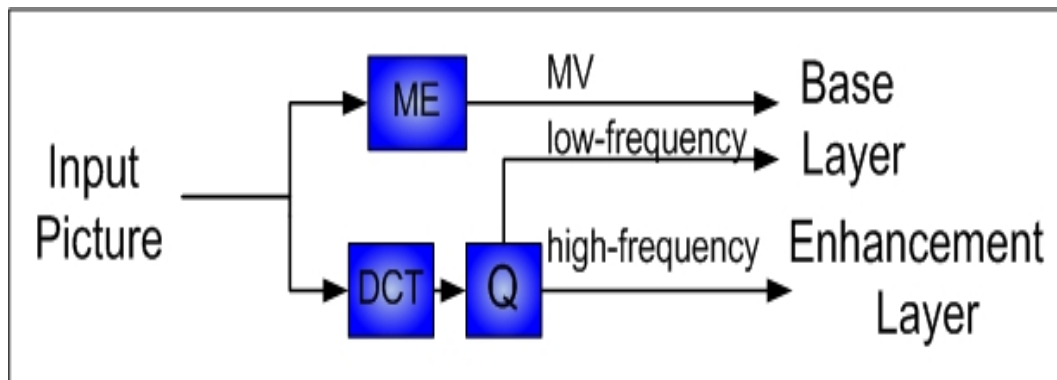 Input
Picture
ME
DCT
Q
MV
low-frequency
high-frequency
Base
Layer
Enhancement
Layer